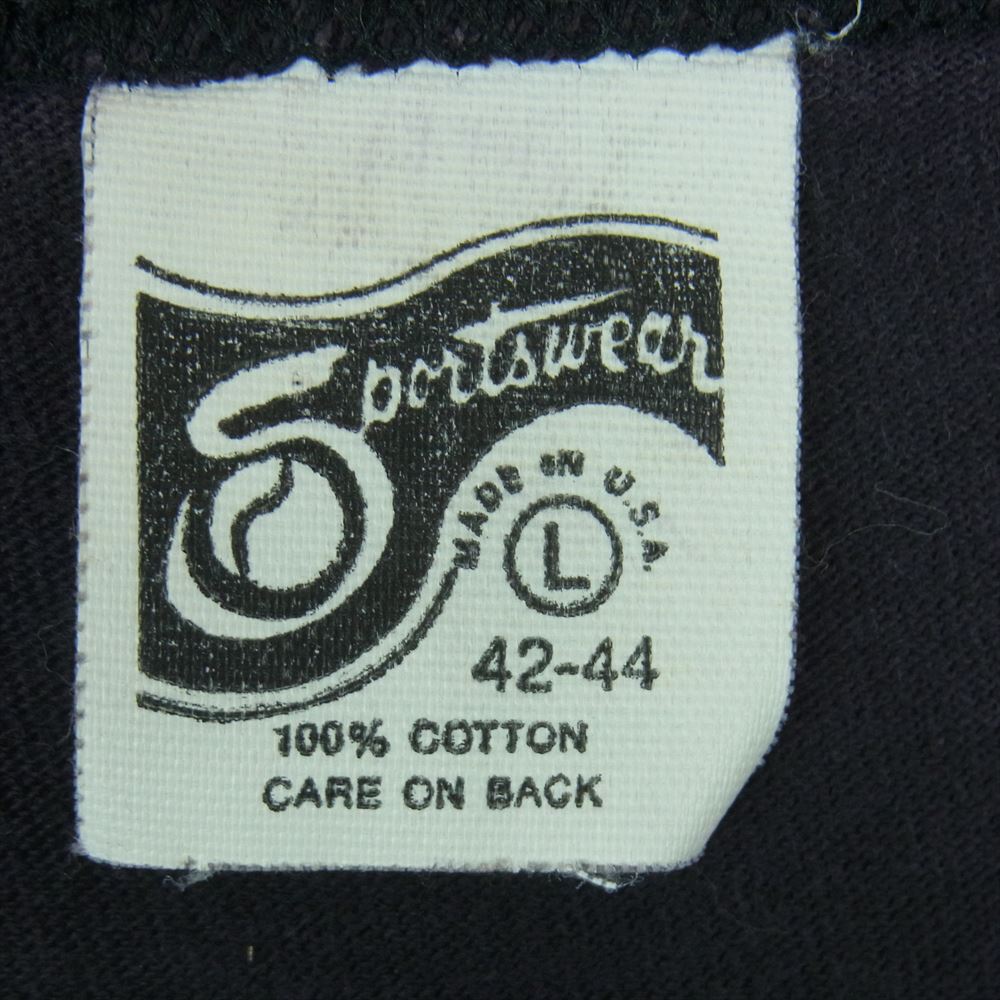 Sportswear
MADE IN U.S.A.
L
42-44
100% COTTON
CARE ON BACK